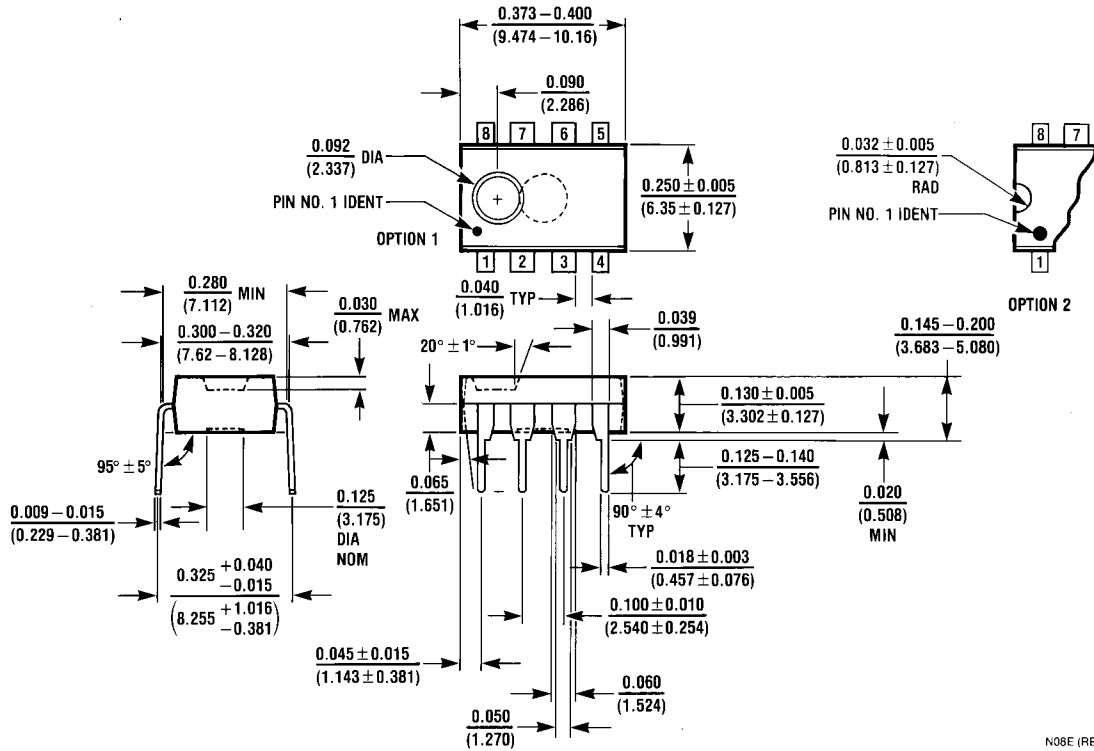 0.373 – 0.400
(9.474 – 10.16)
0.090
(2.286)
8 7 6 5
0.092 DIA
(2.337)
PIN NO. 1 IDENT
OPTION 1
1 2 3 4
0.250 ± 0.005
(6.35 ± 0.127)
8 7
0.032 ± 0.005
(0.813 ± 0.127)
RAD
PIN NO. 1 IDENT
1
OPTION 2
0.280 MIN
(7.112)
0.030 MAX
(0.762)
0.300 – 0.320
(7.62 – 8.128)
0.040 TYP
(1.016)
0.039
(0.991)
20° ± 1°
0.145 – 0.200
(3.683 – 5.080)
0.130 ± 0.005
(3.302 ± 0.127)
0.125 – 0.140
(3.175 – 3.556)
0.020
(0.508)
MIN
95° ± 5°
0.009 – 0.015
(0.229 – 0.381)
0.125
(3.175)
DIA
NOM
0.065
(1.651)
90° ± 4°
TYP
0.018 ± 0.003
(0.457 ± 0.076)
0.325 +0.040
-0.015
(8.255 +1.016
-0.381)
0.100 ± 0.010
(2.540 ± 0.254)
0.045 ± 0.015
(1.143 ± 0.381)
0.060
(1.524)
0.050
(1.270)
N08E (RE